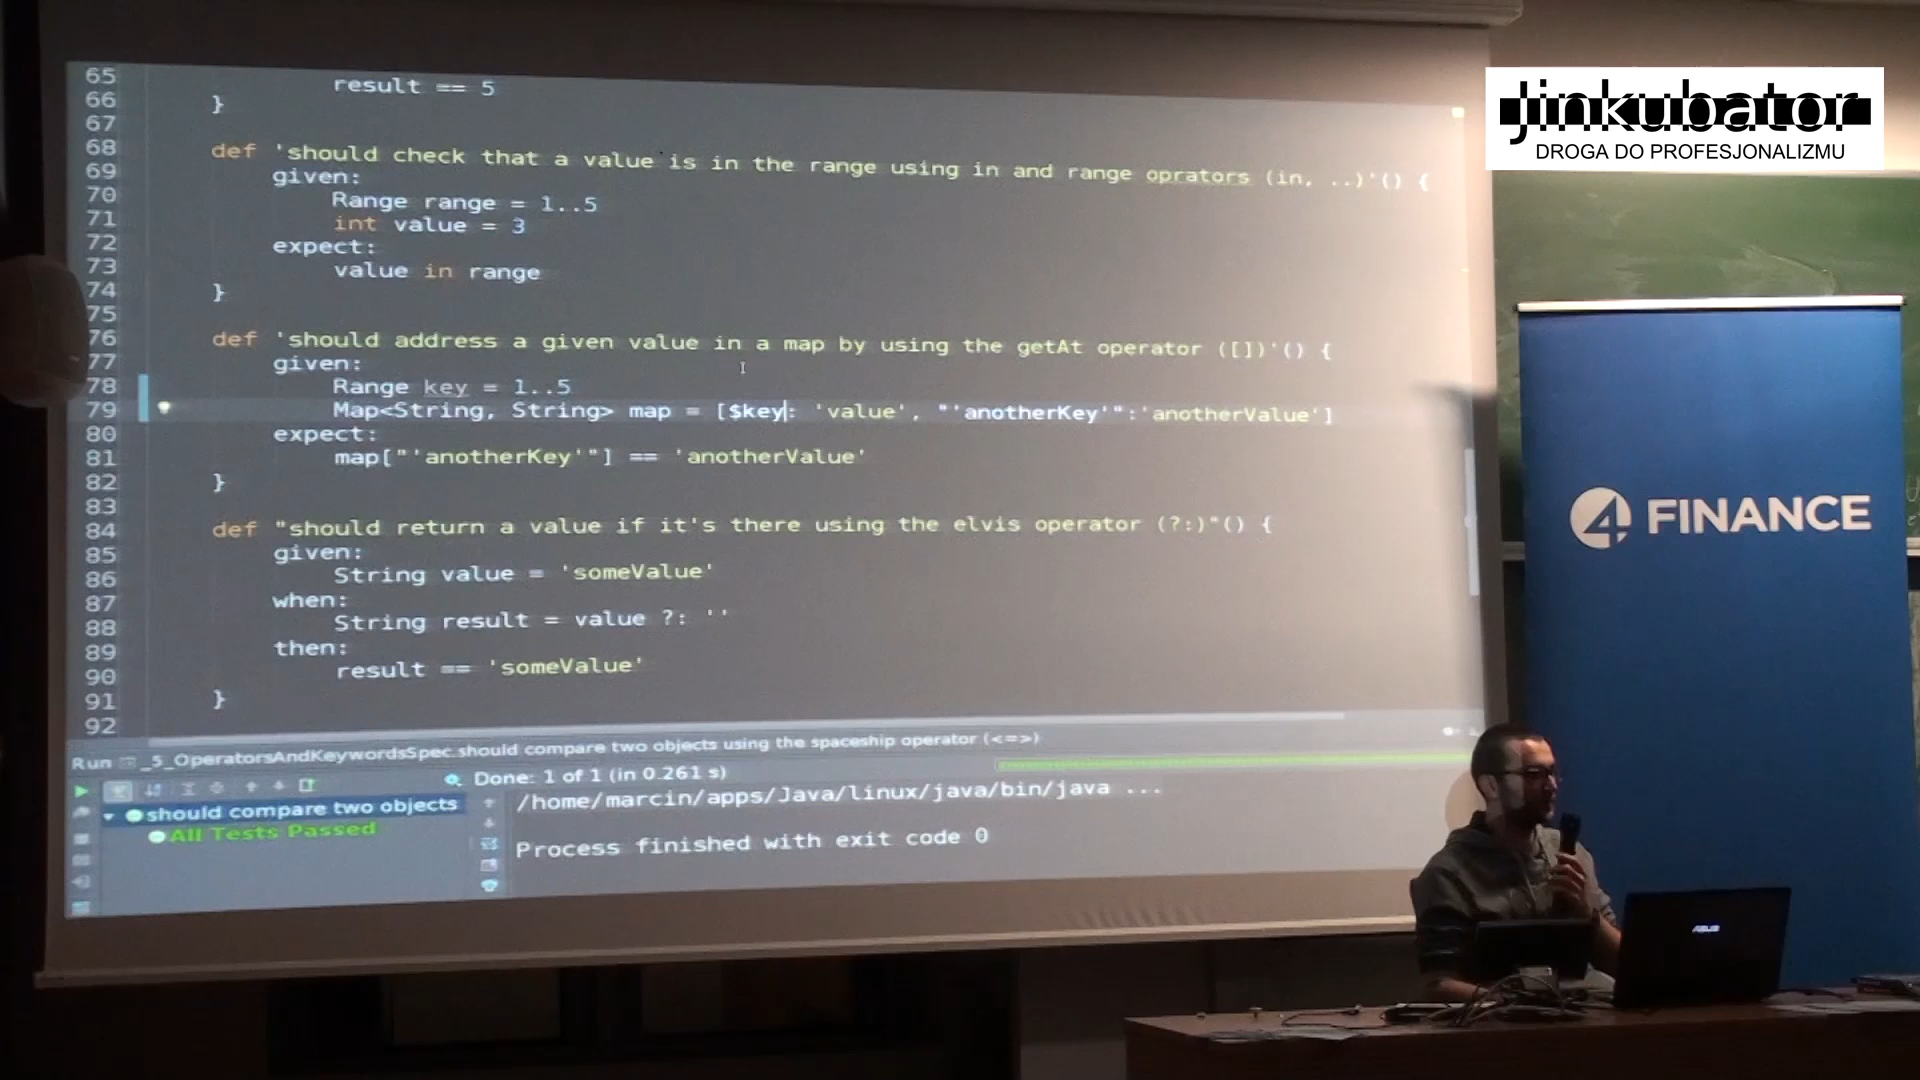 65
result == 5
66 }
67
68 def 'should check that a value is in the range using in and range oprators (in, ..)'() {
69 given:
70 Range range = 1..5
71 int value = 3
72 expect:
73 value in range
74 }
75
76 def 'should address a given value in a map by using the getAt operator ([])'() {
77 given:
78 Range key = 1..5
79 Map<String, String> map = [$key: 'value', "'anotherKey'":'anotherValue']
80 expect:
81 map["'anotherKey'"] == 'anotherValue'
82 }
83
84 def "should return a value if it's there using the elvis operator (?:)"() {
85 given:
86 String value = 'someValue'
87 when:
88 String result = value ?: ''
89 then:
90 result == 'someValue'
91 }
92
Run _5_OperatorsAndKeywordsSpec.should compare two objects using the spaceship operator (<=>)
Done: 1 of 1 (in 0.261 s)
should compare two objects
All Tests Passed
/home/marcin/apps/Java/linux/java/bin/java ...
Process finished with exit code 0
Jinkubator
DROGA DO PROFESJONALIZMU
4FINANCE
ASUS